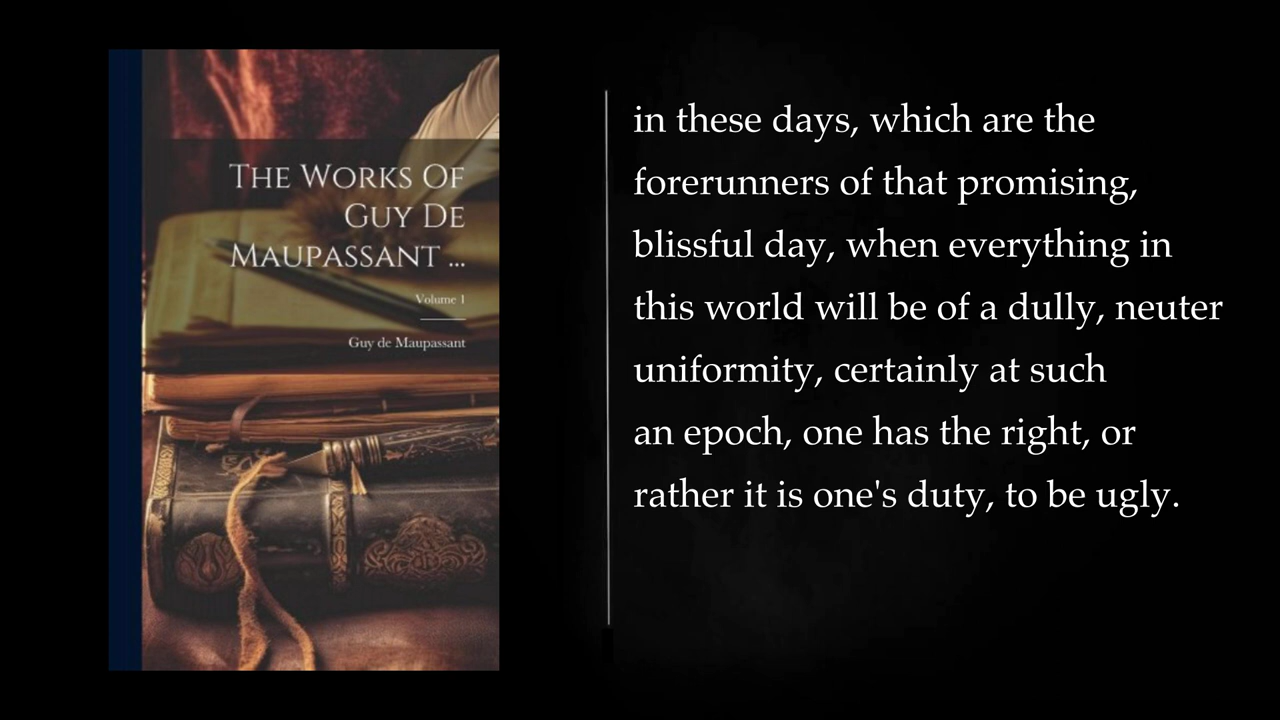 The Works Of
Guy De
Maupassant ...
Volume 1
Guy de Maupassant
in these days, which are the
forerunners of that promising,
blissful day, when everything in
this world will be of a dully, neuter
uniformity, certainly at such
an epoch, one has the right, or
rather it is one's duty, to be ugly.